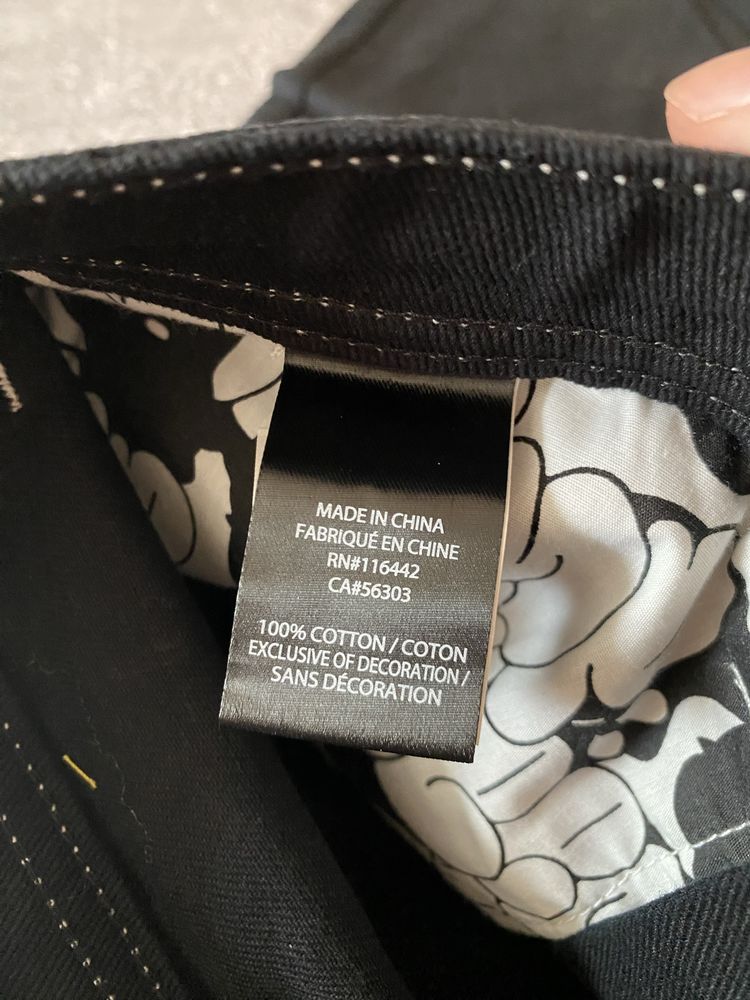 MADE IN CHINA
FABRIQUÉ EN CHINE
RN#116442
CA#56303
100% COTTON / COTON
EXCLUSIVE OF DECORATION /
SANS DÉCORATION